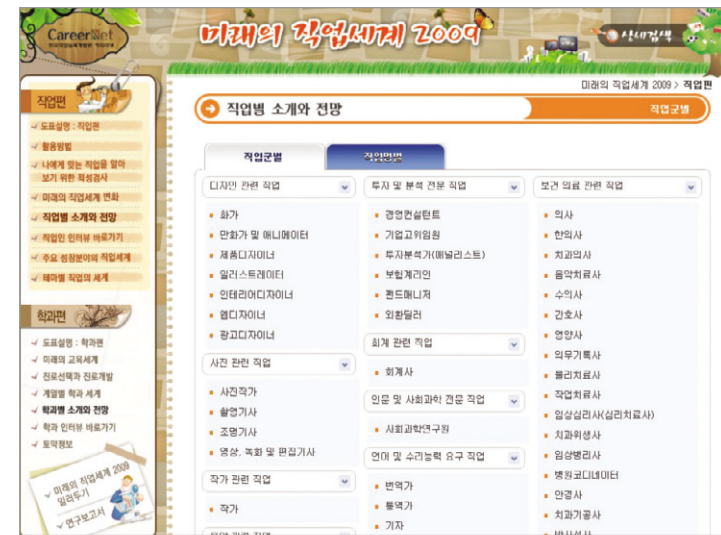 CareerNet
미래의 직업세계 2009
상세검색
미래의 직업세계 2009 > 직업편
직업편
도표설명 : 직업편
활용방법
나에게 맞는 직업을 알아
보기 위한 적성검사
미래의 직업세계 변화
직업별 소개와 전망
직업인 인터뷰 바로가기
주요 성장분야의 직업세계
테마별 직업의 세계
학과편
도표설명 : 학과편
미래의 교육세계
진로선택과 진로개발
계열별 학과 세계
학과별 소개와 전망
학과 인터뷰 바로가기
토막정보
미래의 직업세계 2009
일러두기
연구보고서
직업별 소개와 전망
직업군별
직업군별
직업명별
디자인 관련 직업
화가
만화가 및 애니메이터
제품디자이너
일러스트레이터
인테리어디자이너
웹디자이너
광고디자이너
사진 관련 직업
사진작가
촬영기사
조명기사
영상, 녹화 및 편집기사
작가 관련 직업
작가
투자 및 분석 전문 직업
경영컨설턴트
기업고위임원
투자분석가(애널리스트)
보험계리인
펀드매니저
외환딜러
회계 관련 직업
회계사
인문 및 사회과학 전문 직업
사회과학연구원
언어 및 수리능력 요구 직업
번역가
통역가
기자
보건 의료 관련 직업
의사
한의사
치과의사
음악치료사
수의사
간호사
영양사
의무기록사
물리치료사
작업치료사
임상심리사(심리치료사)
치과위생사
임상병리사
병원코디네이터
안경사
치과기공사